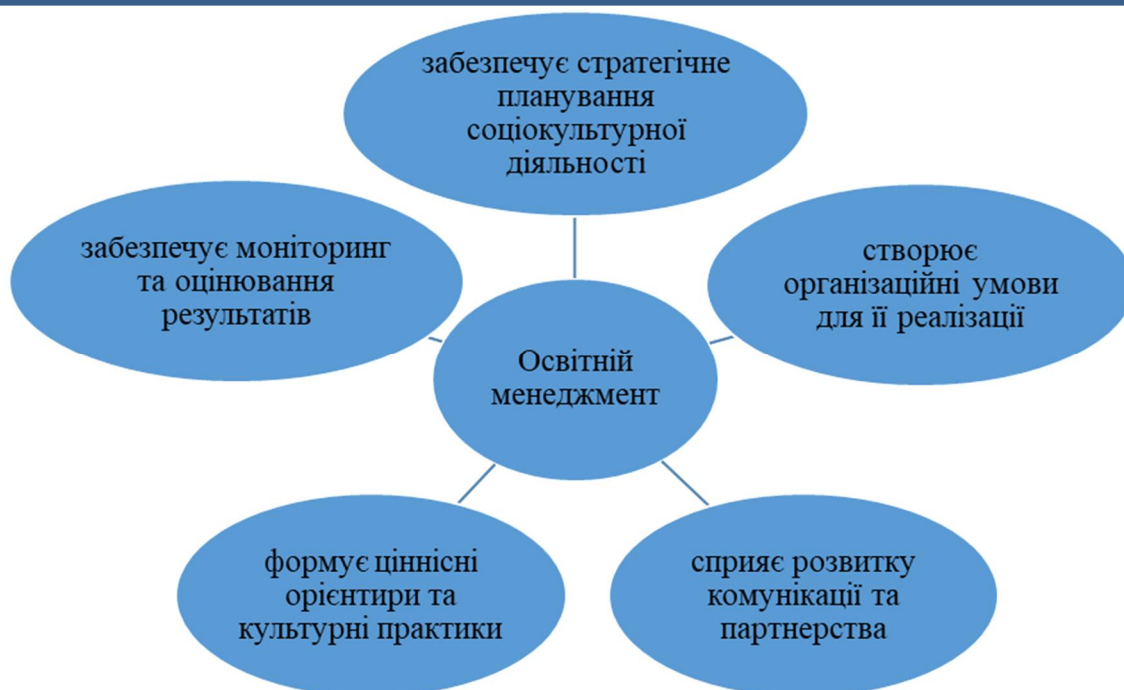 забезпечує стратегічне
планування
соціокультурної
діяльності
забезпечує моніторинг
та оцінювання
результатів
створює
організаційні умови
для її реалізації
Освітній
менеджмент
формує ціннісні
орієнтири та
культурні практики
сприяє розвитку
комунікації та
партнерства